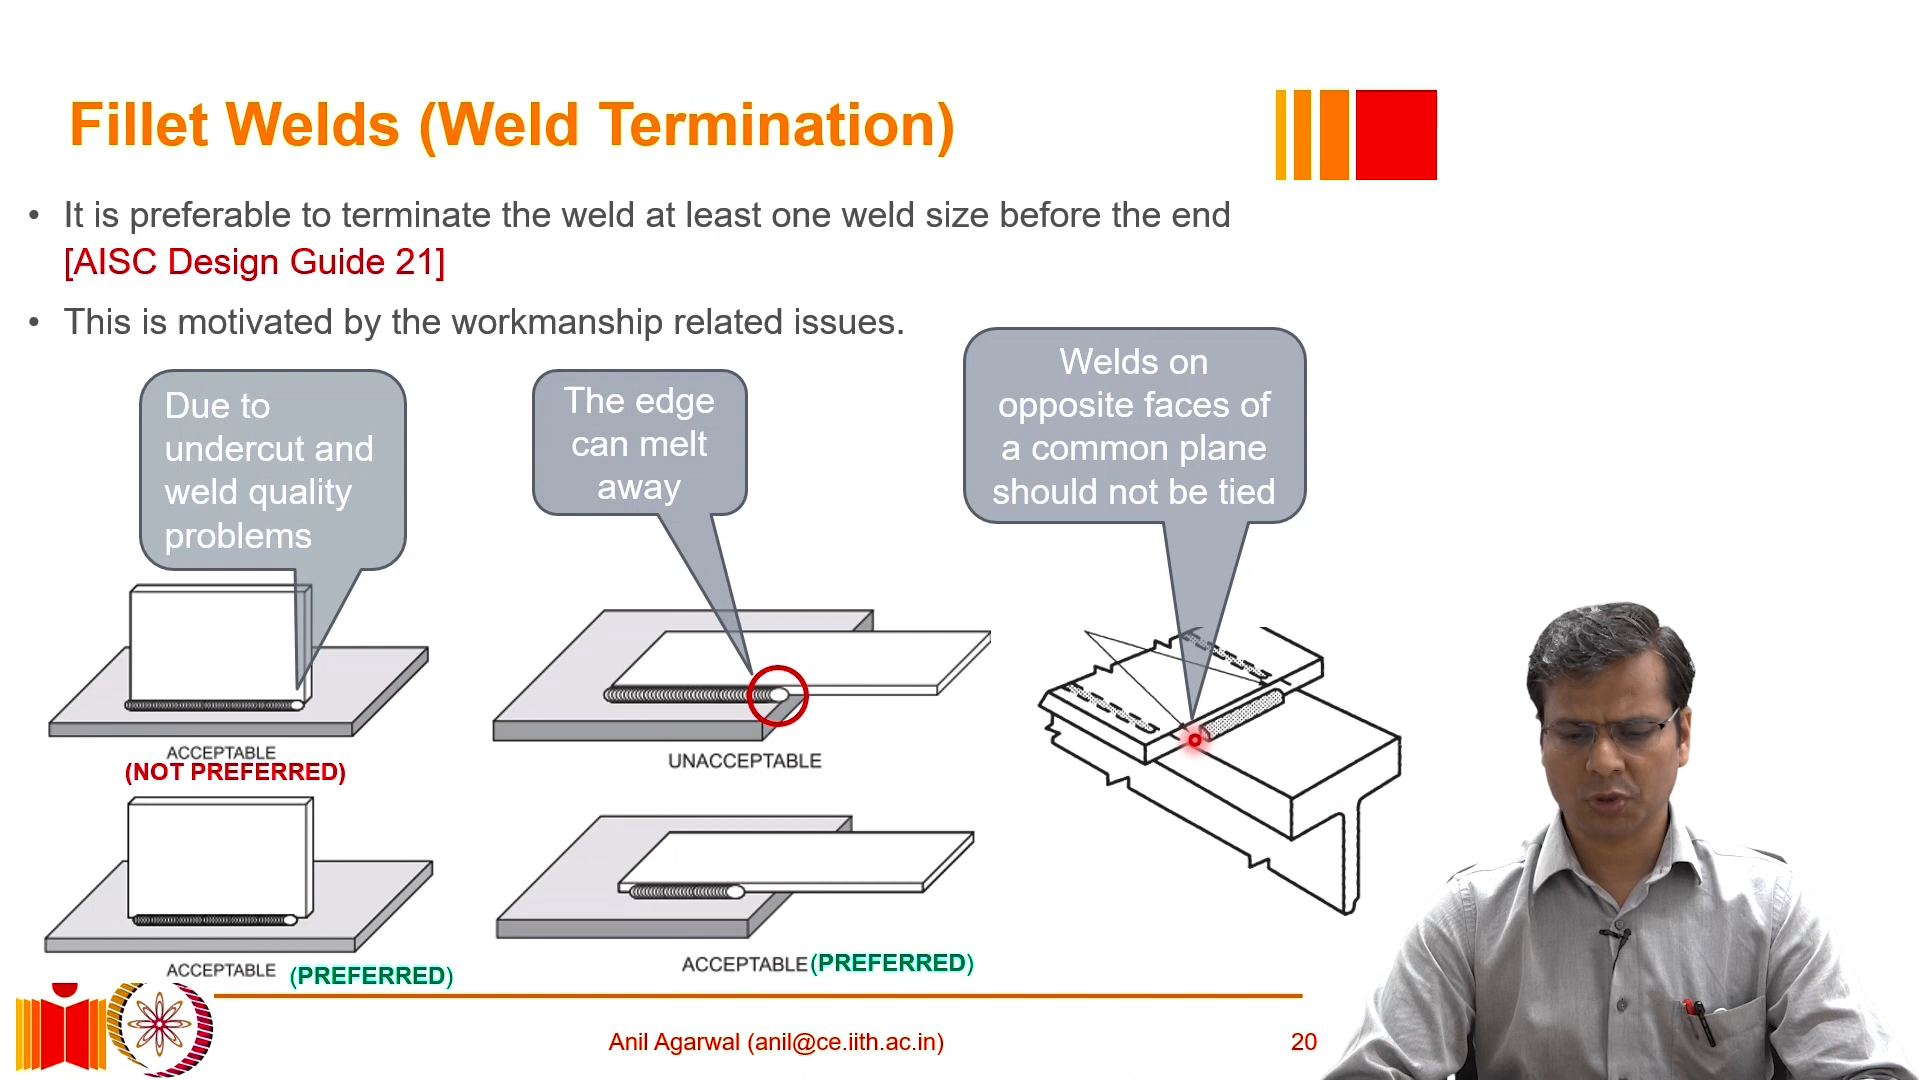 Fillet Welds (Weld Termination)
• It is preferable to terminate the weld at least one weld size before the end
[AISC Design Guide 21]
• This is motivated by the workmanship related issues.
Due to
undercut and
weld quality
problems
The edge
can melt
away
Welds on
opposite faces of
a common plane
should not be tied
ACCEPTABLE
(NOT PREFERRED)
UNACCEPTABLE
ACCEPTABLE (PREFERRED)
ACCEPTABLE (PREFERRED)
Anil Agarwal (anil@ce.iith.ac.in)
20